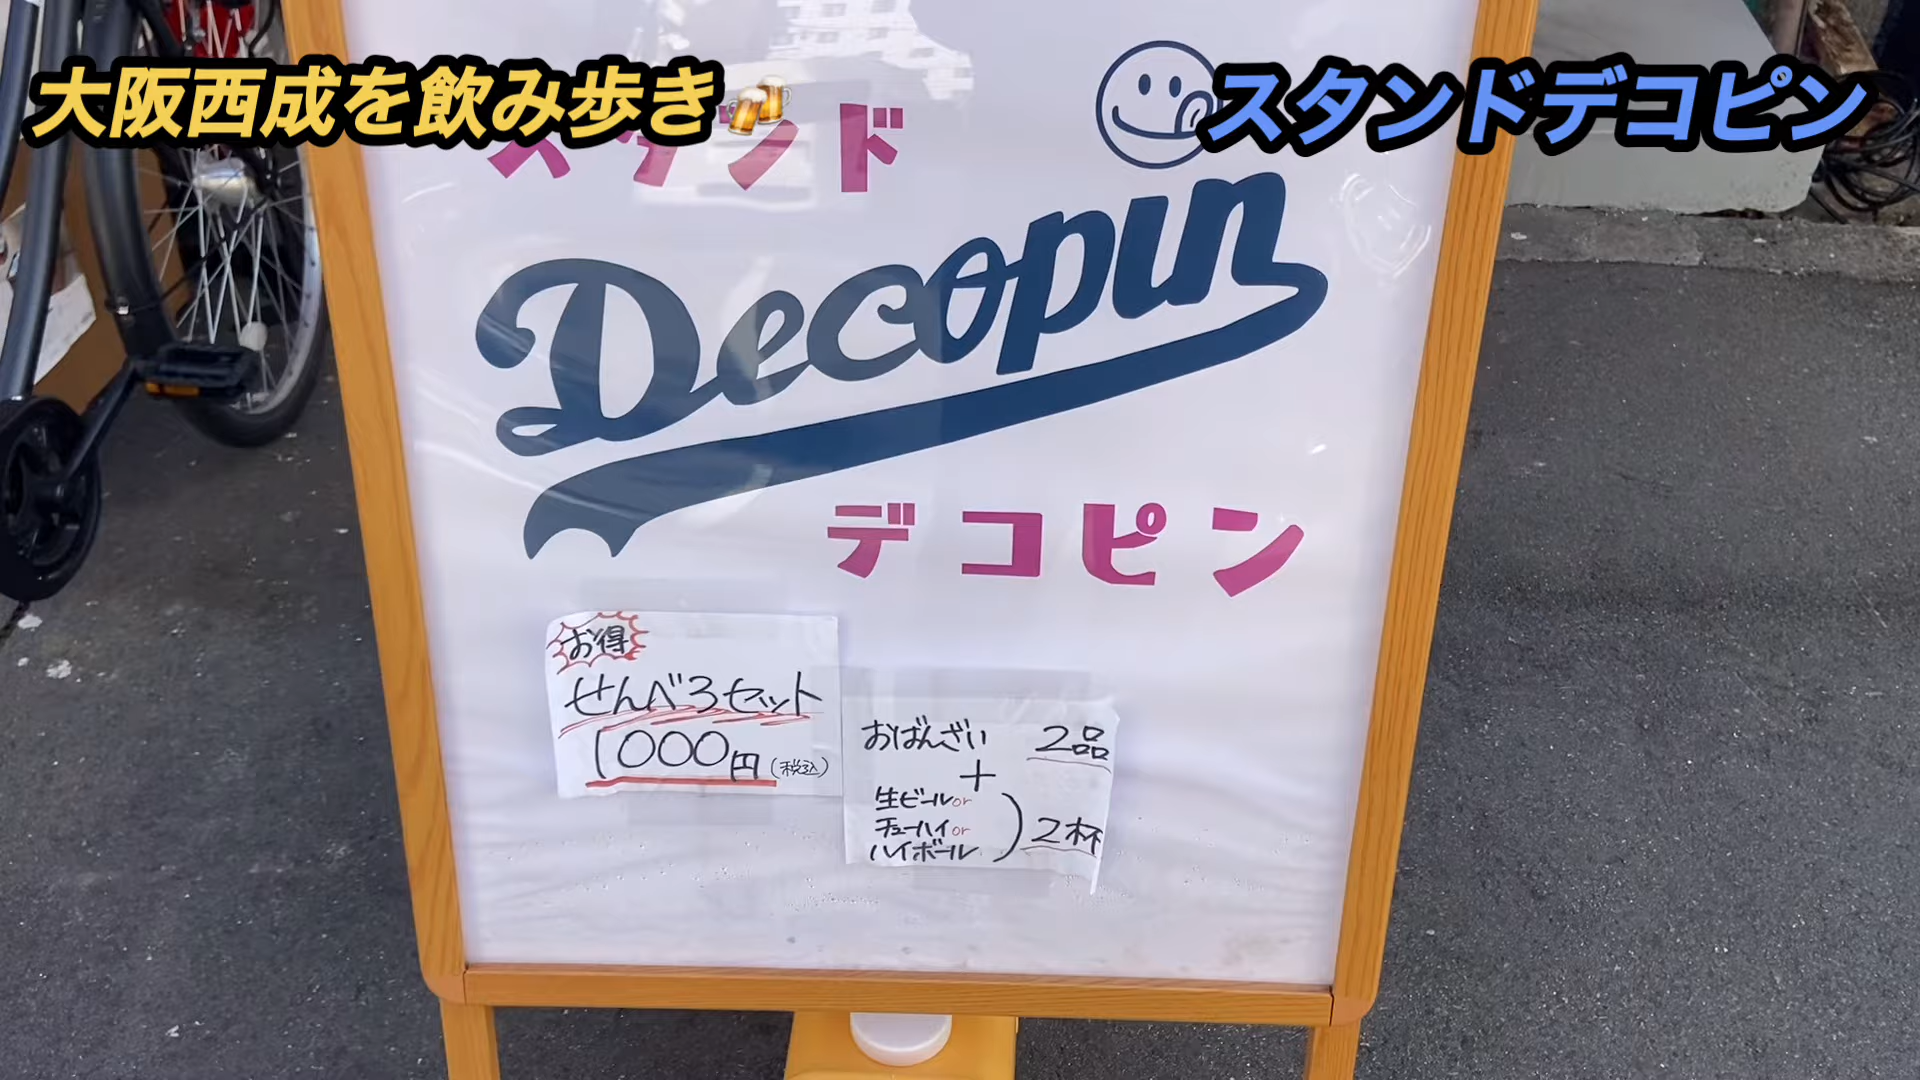 大阪西成を飲み歩き🍻
スタンドデコピン
スタンド
Decopin
デコピン
お得
せんべろセット
1000円(税込)
おばんざい 2品
+
生ビールor
チューハイor
ハイボール
)2杯